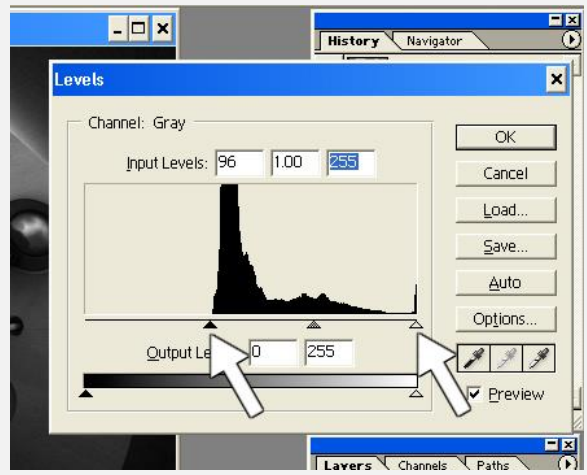 History Navigator
Levels
Channel: Gray
Input Levels: 96 1.00 255
Output Le 0 255
OK
Cancel
Load...
Save...
Auto
Options...
Preview
Layers Channels Paths